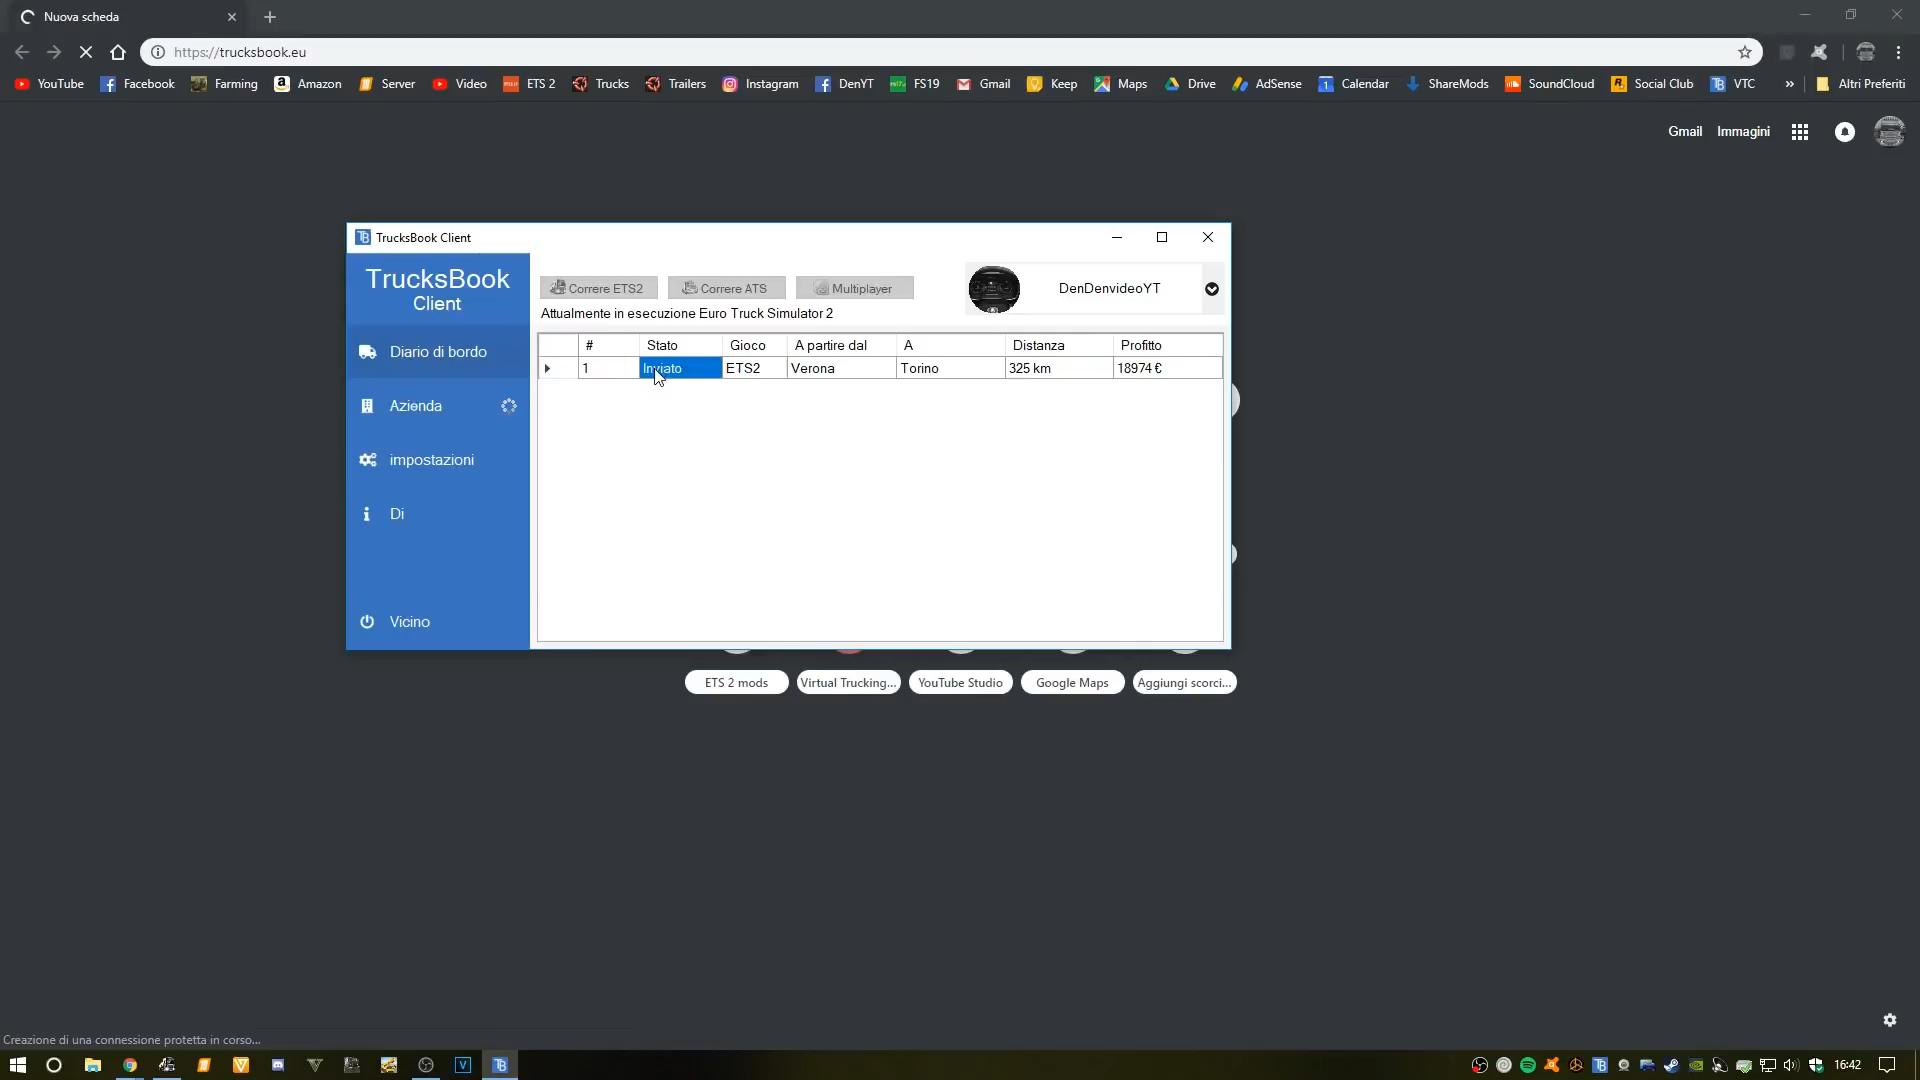 Nuova scheda
https://trucksbook.eu
YouTube Facebook Farming Amazon Server Video ETS 2 Trucks Trailers Instagram DenYT FS19 Gmail Keep Maps Drive AdSense Calendar ShareMods SoundCloud Social Club VTC » Altri Preferiti
Gmail Immagini
TrucksBook Client
TrucksBook
Client
Correre ETS2 Correre ATS Multiplayer
DenDenvideoYT
Attualmente in esecuzione Euro Truck Simulator 2
# Stato Gioco A partire dal A Distanza Profitto
1 Inviato ETS2 Verona Torino 325 km 18974 €
Diario di bordo
Azienda
impostazioni
Di
Vicino
ETS 2 mods Virtual Trucking... YouTube Studio Google Maps Aggiungi scorci...
Creazione di una connessione protetta in corso...
16:42